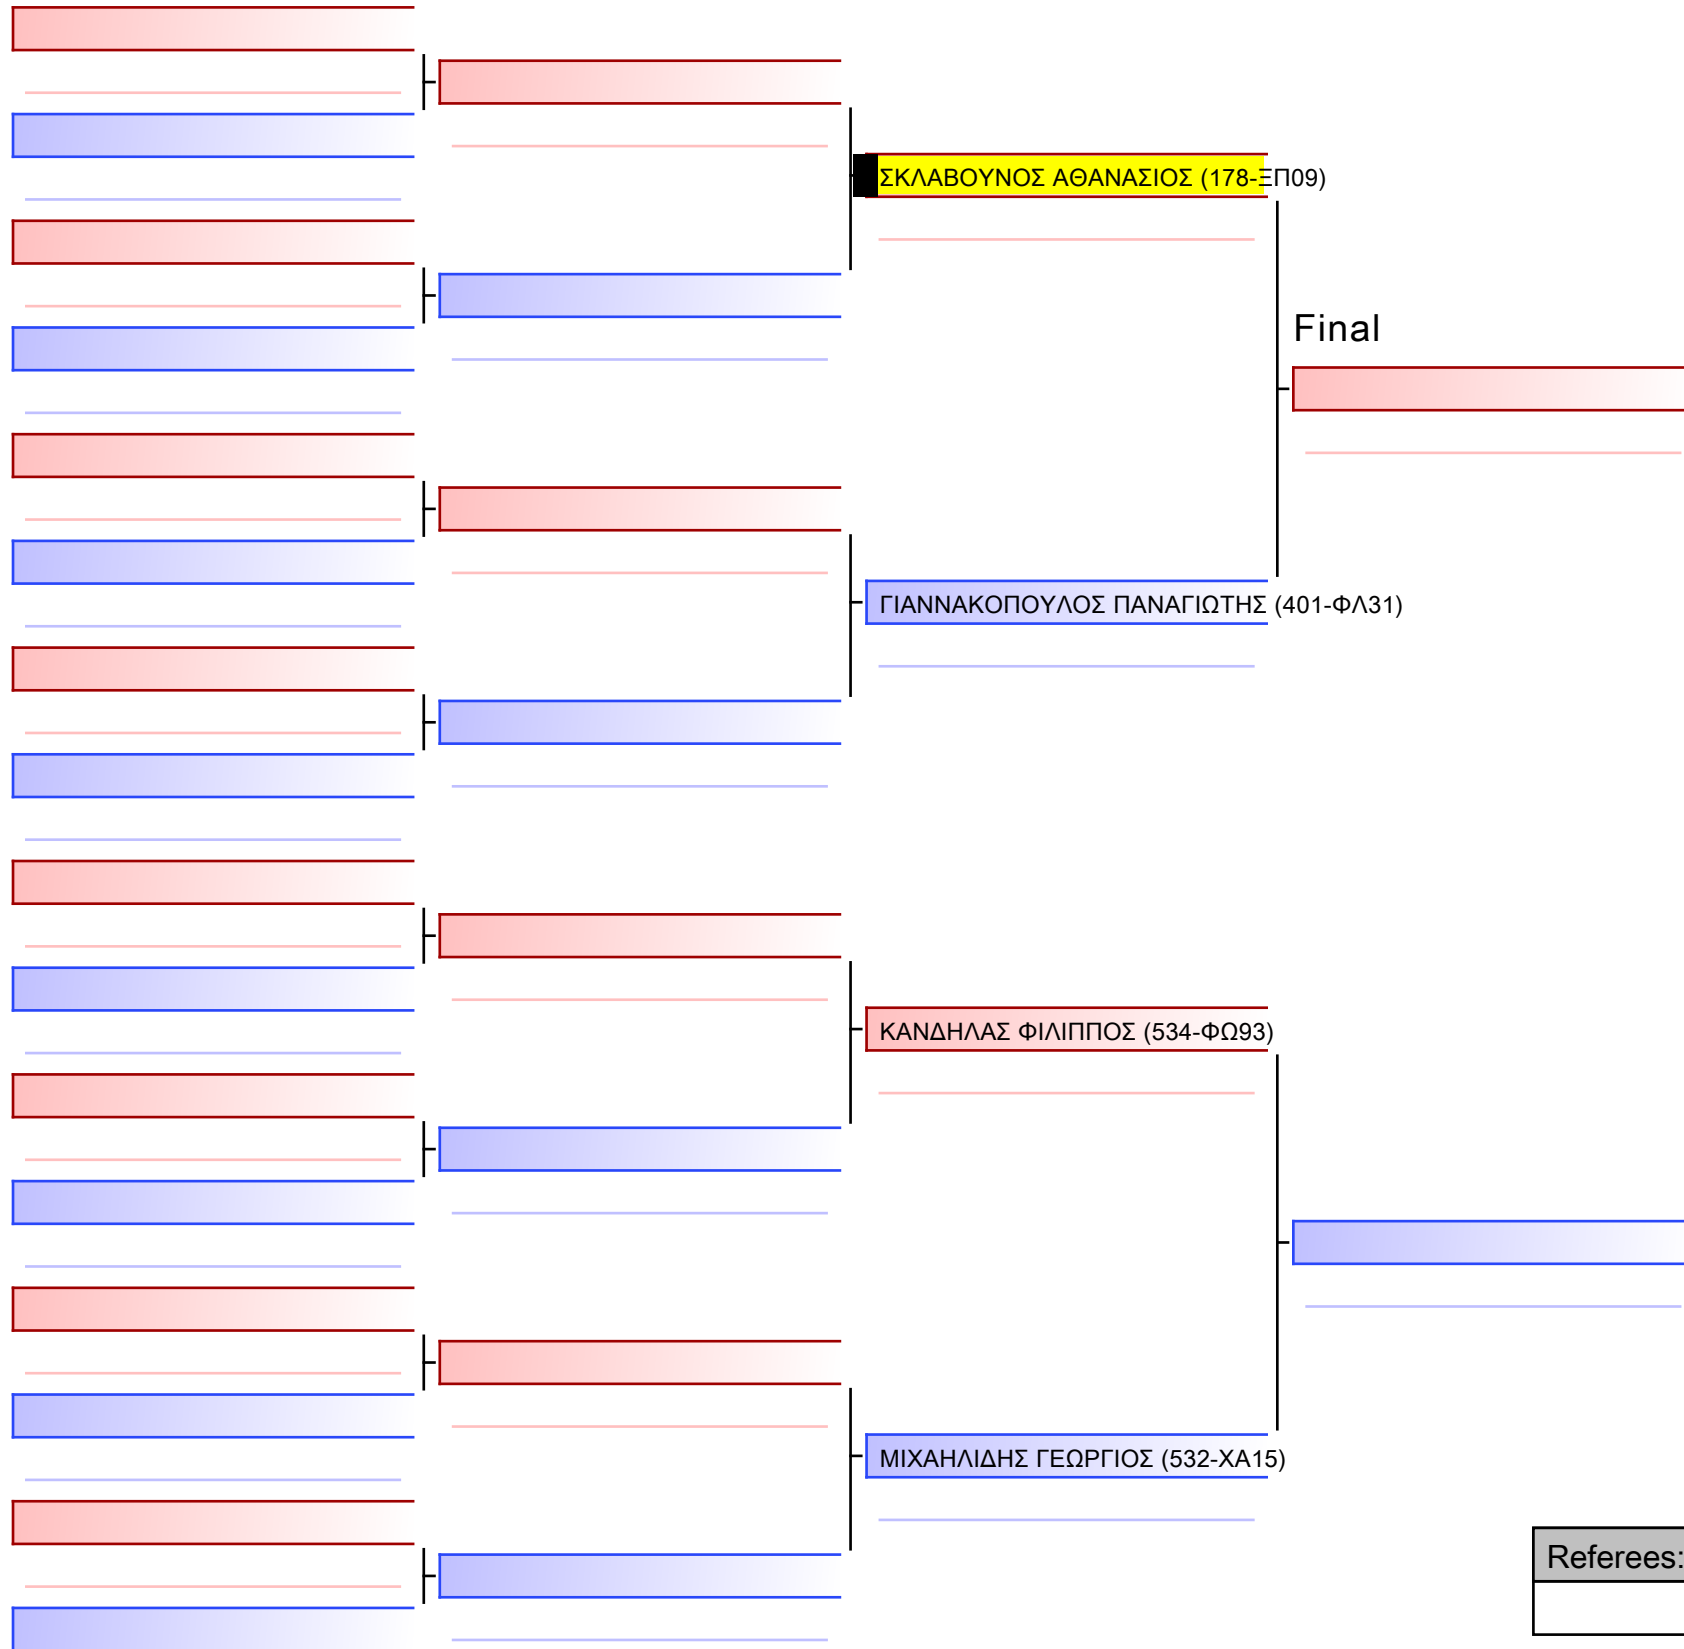 ΣΚΛΑΒΟΥΝΟΣ ΑΘΑΝΑΣΙΟΣ (178-ΞΠ09)
Final
ΓΙΑΝΝΑΚΟΠΟΥΛΟΣ ΠΑΝΑΓΙΩΤΗΣ (401-ΦΛ31)
ΚΑΝΔΗΛΑΣ ΦΙΛΙΠΠΟΣ (534-ΦΩ93)
ΜΙΧΑΗΛΙΔΗΣ ΓΕΩΡΓΙΟΣ (532-ΧΑ15)
Referees: